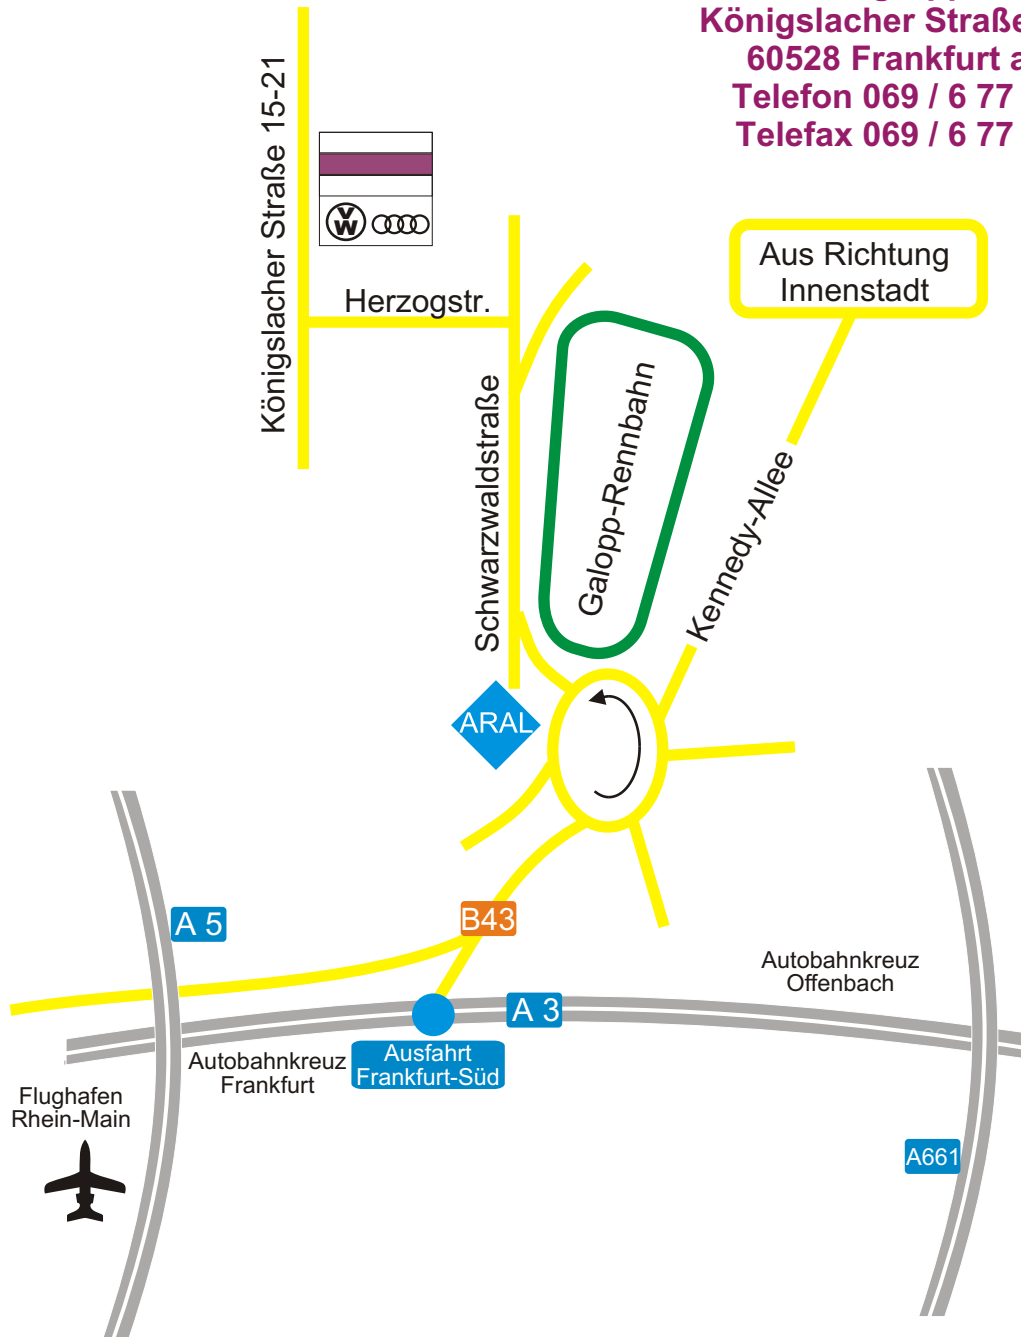 Königslacher Straße
60528 Frankfurt a
Telefon 069 / 6 77
Telefax 069 / 6 77
Königslacher Straße 15-21
VW
Herzogstr.
Aus Richtung
Innenstadt
Schwarzwaldstraße
Galopp-Rennbahn
Kennedy-Allee
ARAL
A 5
B43
A 3
Autobahnkreuz
Offenbach
Autobahnkreuz
Frankfurt
Ausfahrt
Frankfurt-Süd
Flughafen
Rhein-Main
A661